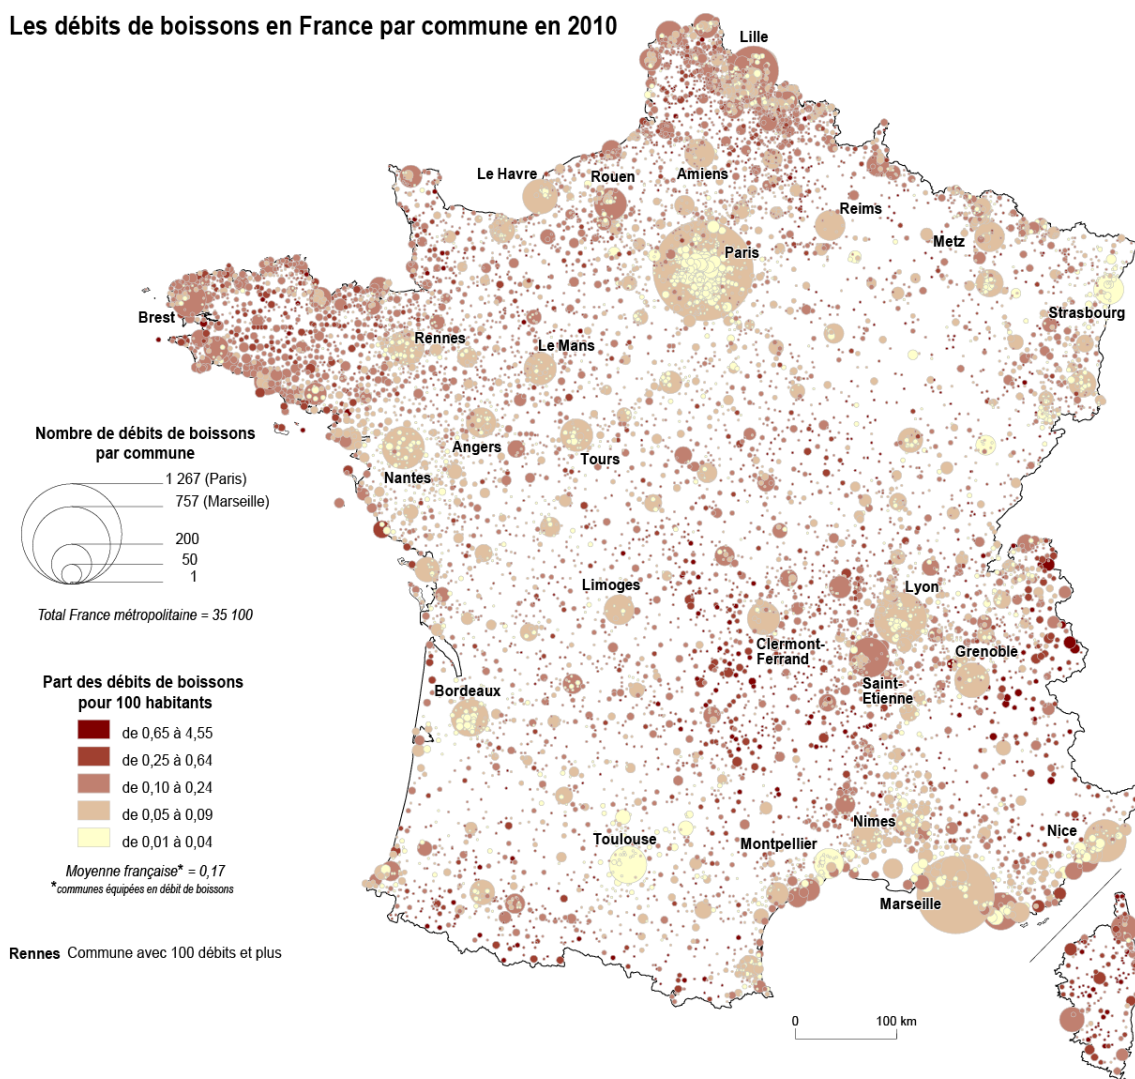 Les débits de boissons en France par commune en 2010
Lille
Le Havre
Rouen
Amiens
Reims
Metz
Paris
Strasbourg
Brest
Rennes
Le Mans
Angers
Tours
Nantes
Nombre de débits de boissons
par commune
1 267 (Paris)
757 (Marseille)
200
50
1
Total France métropolitaine = 35 100
Limoges
Lyon
Clermont-
Ferrand
Grenoble
Saint-
Etienne
Bordeaux
Part des débits de boissons
pour 100 habitants
de 0,65 à 4,55
de 0,25 à 0,64
de 0,10 à 0,24
de 0,05 à 0,09
de 0,01 à 0,04
Moyenne française* = 0,17
*communes équipées en débit de boissons
Toulouse
Montpellier
Nimes
Nice
Marseille
Rennes Commune avec 100 débits et plus
0 100 km